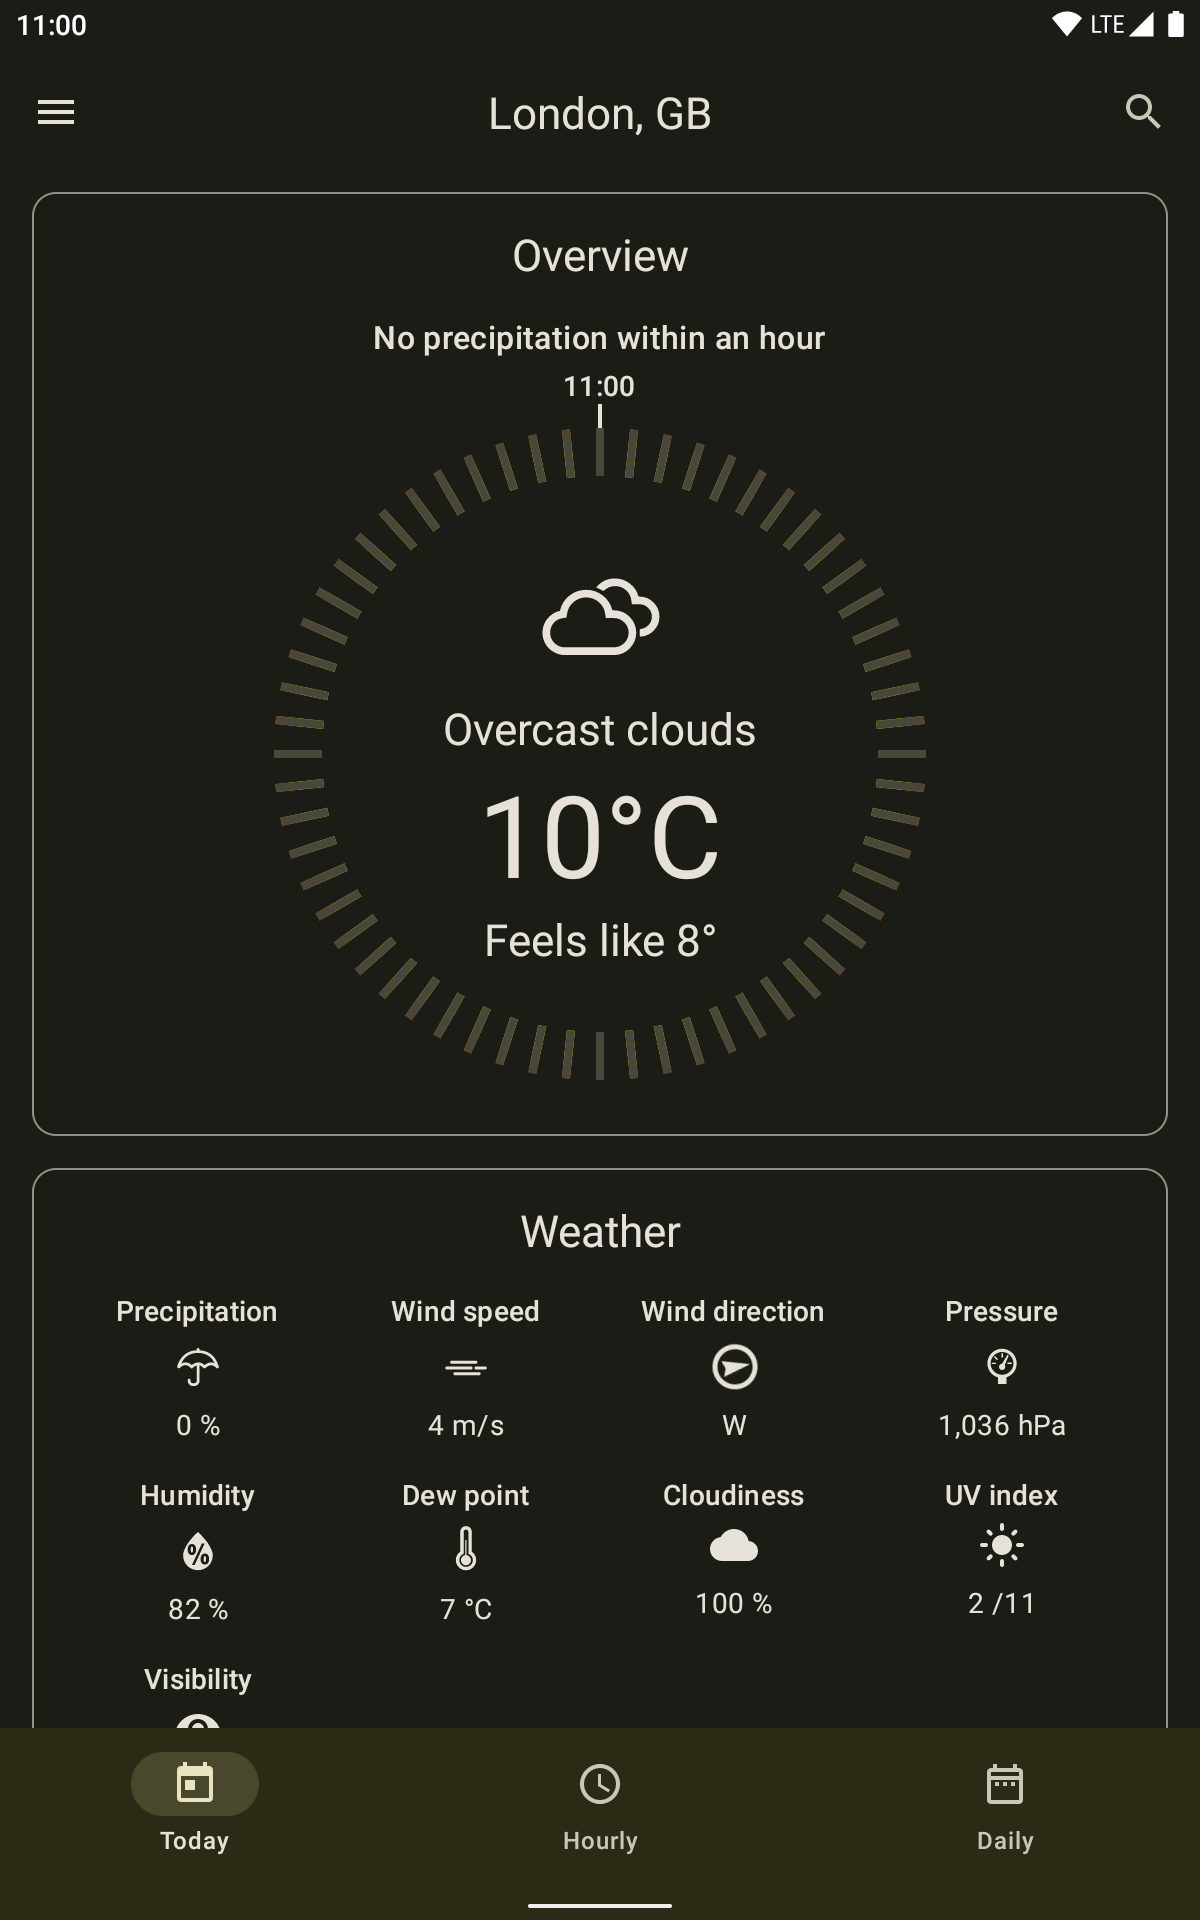 11:00
LTE
London, GB
Overview
No precipitation within an hour
11:00
Overcast clouds
10°C
Feels like 8°
Weather
Precipitation
Wind speed
Wind direction
Pressure
0 %
4 m/s
W
1,036 hPa
Humidity
Dew point
Cloudiness
UV index
%
82 %
7 °C
100 %
2 /11
Visibility
Today
Hourly
Daily